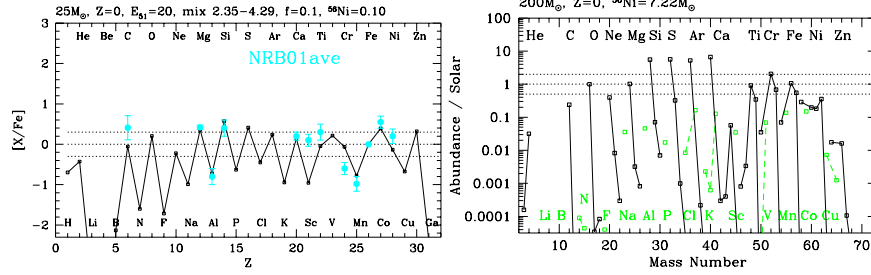 25M☉, Z=0, E51=20, mix 2.35-4.29, f=0.1, 56Ni=0.10
He Be C O Ne Mg Si S Ar Ca Ti Cr Fe Ni Zn
NRB01ave
H Li B N F Na Al P Cl K Sc V Mn Co Cu Ga
3
2
1
0
-1
-2
[X/Fe]
0 5 10 15 20 25 30
Z
200M☉, Z=0, 56Ni=7.22M☉
He C O Ne Mg Si S Ar Ca Ti Cr Fe Ni Zn
Li B N F Na Al P Cl K Sc V Mn Co Cu
100
10
1
0.1
0.01
0.001
0.0001
Abundance / Solar
10 20 30 40 50 60 70
Mass Number